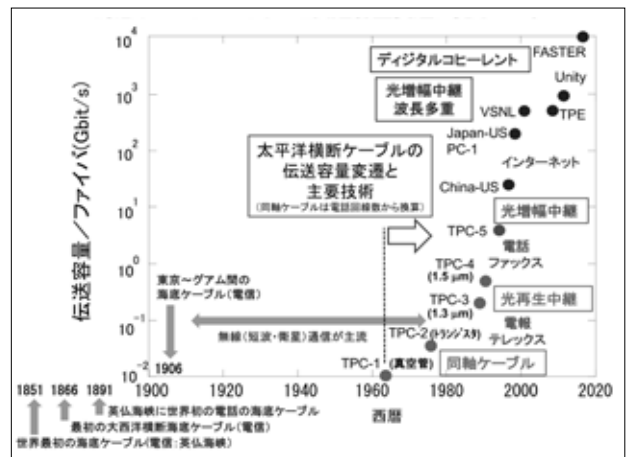 伝送容量／ファイバ(Gbit/s)
10⁴
10³
10²
10¹
10⁰
10⁻¹
10⁻²
ディジタルコヒーレント
FASTER
光増幅中継
波長多重
Unity
VSNL
TPE
Japan-US
PC-1
太平洋横断ケーブルの
伝送容量変遷と
主要技術
(同軸ケーブルは電話回線数から換算)
インターネット
China-US
光増幅中継
TPC-5
電話
ファックス
TPC-4
(1.5 μm)
東京～グアム間の
海底ケーブル(電信)
TPC-3
(1.3 μm)
光再生中継
無線(短波・衛星)通信が主流
TPC-2(トランジスタ)
電報
テレックス
1906
TPC-1(真空管)
同軸ケーブル
1900 1920 1940 1960 1980 2000 2020
西暦
1851 1866 1891
英仏海峡に世界初の電話の海底ケーブル
最初の大西洋横断海底ケーブル(電信)
世界最初の海底ケーブル(電信：英仏海峡)